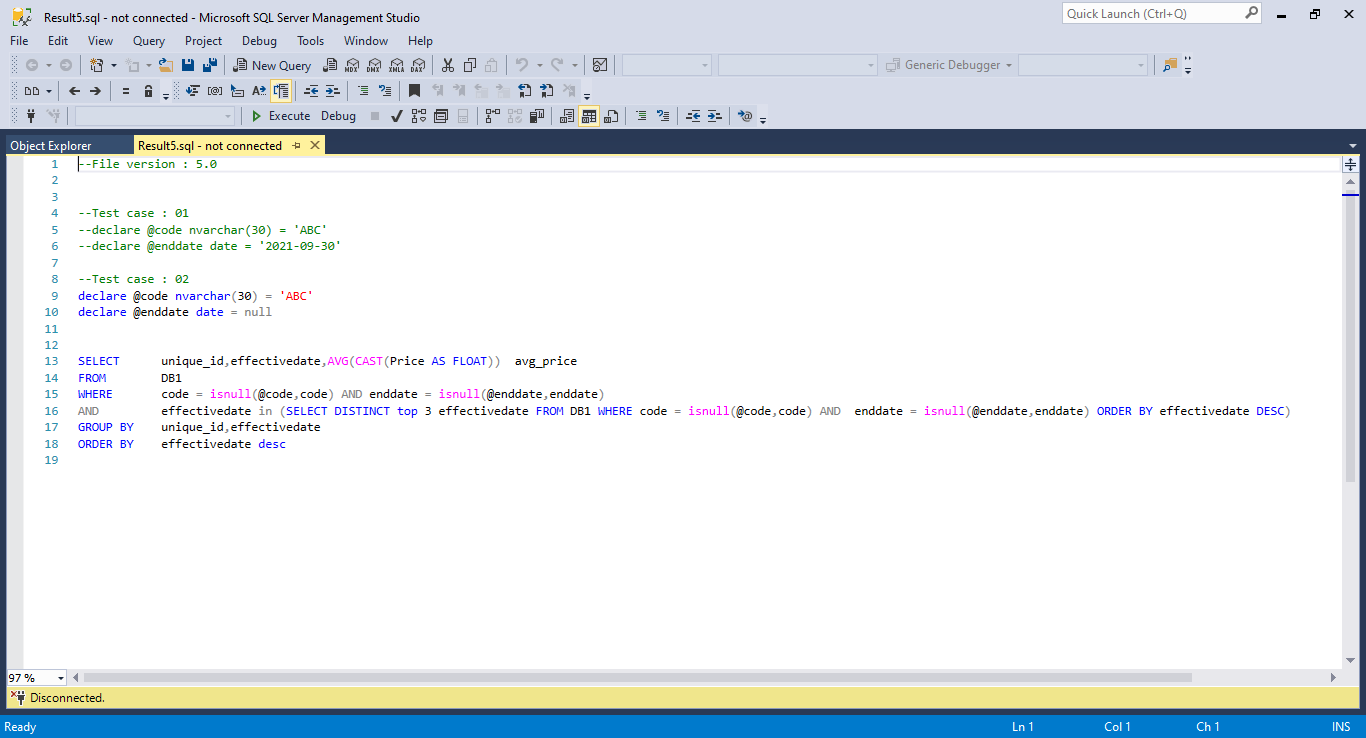 Result5.sql - not connected - Microsoft SQL Server Management Studio
Quick Launch (Ctrl+Q)
File Edit View Query Project Debug Tools Window Help
New Query MDX DMX XMLA DAX Generic Debugger
Execute Debug
Object Explorer Result5.sql - not connected
1 --File version : 5.0
2
3
4 --Test case : 01
5 --declare @code nvarchar(30) = 'ABC'
6 --declare @enddate date = '2021-09-30'
7
8 --Test case : 02
9 declare @code nvarchar(30) = 'ABC'
10 declare @enddate date = null
11
12
13 SELECT unique_id,effectivedate,AVG(CAST(Price AS FLOAT)) avg_price
14 FROM DB1
15 WHERE code = isnull(@code,code) AND enddate = isnull(@enddate,enddate)
16 AND effectivedate in (SELECT DISTINCT top 3 effectivedate FROM DB1 WHERE code = isnull(@code,code) AND enddate = isnull(@enddate,enddate) ORDER BY effectivedate DESC)
17 GROUP BY unique_id,effectivedate
18 ORDER BY effectivedate desc
19
97 %
Disconnected.
Ready Ln 1 Col 1 Ch 1 INS